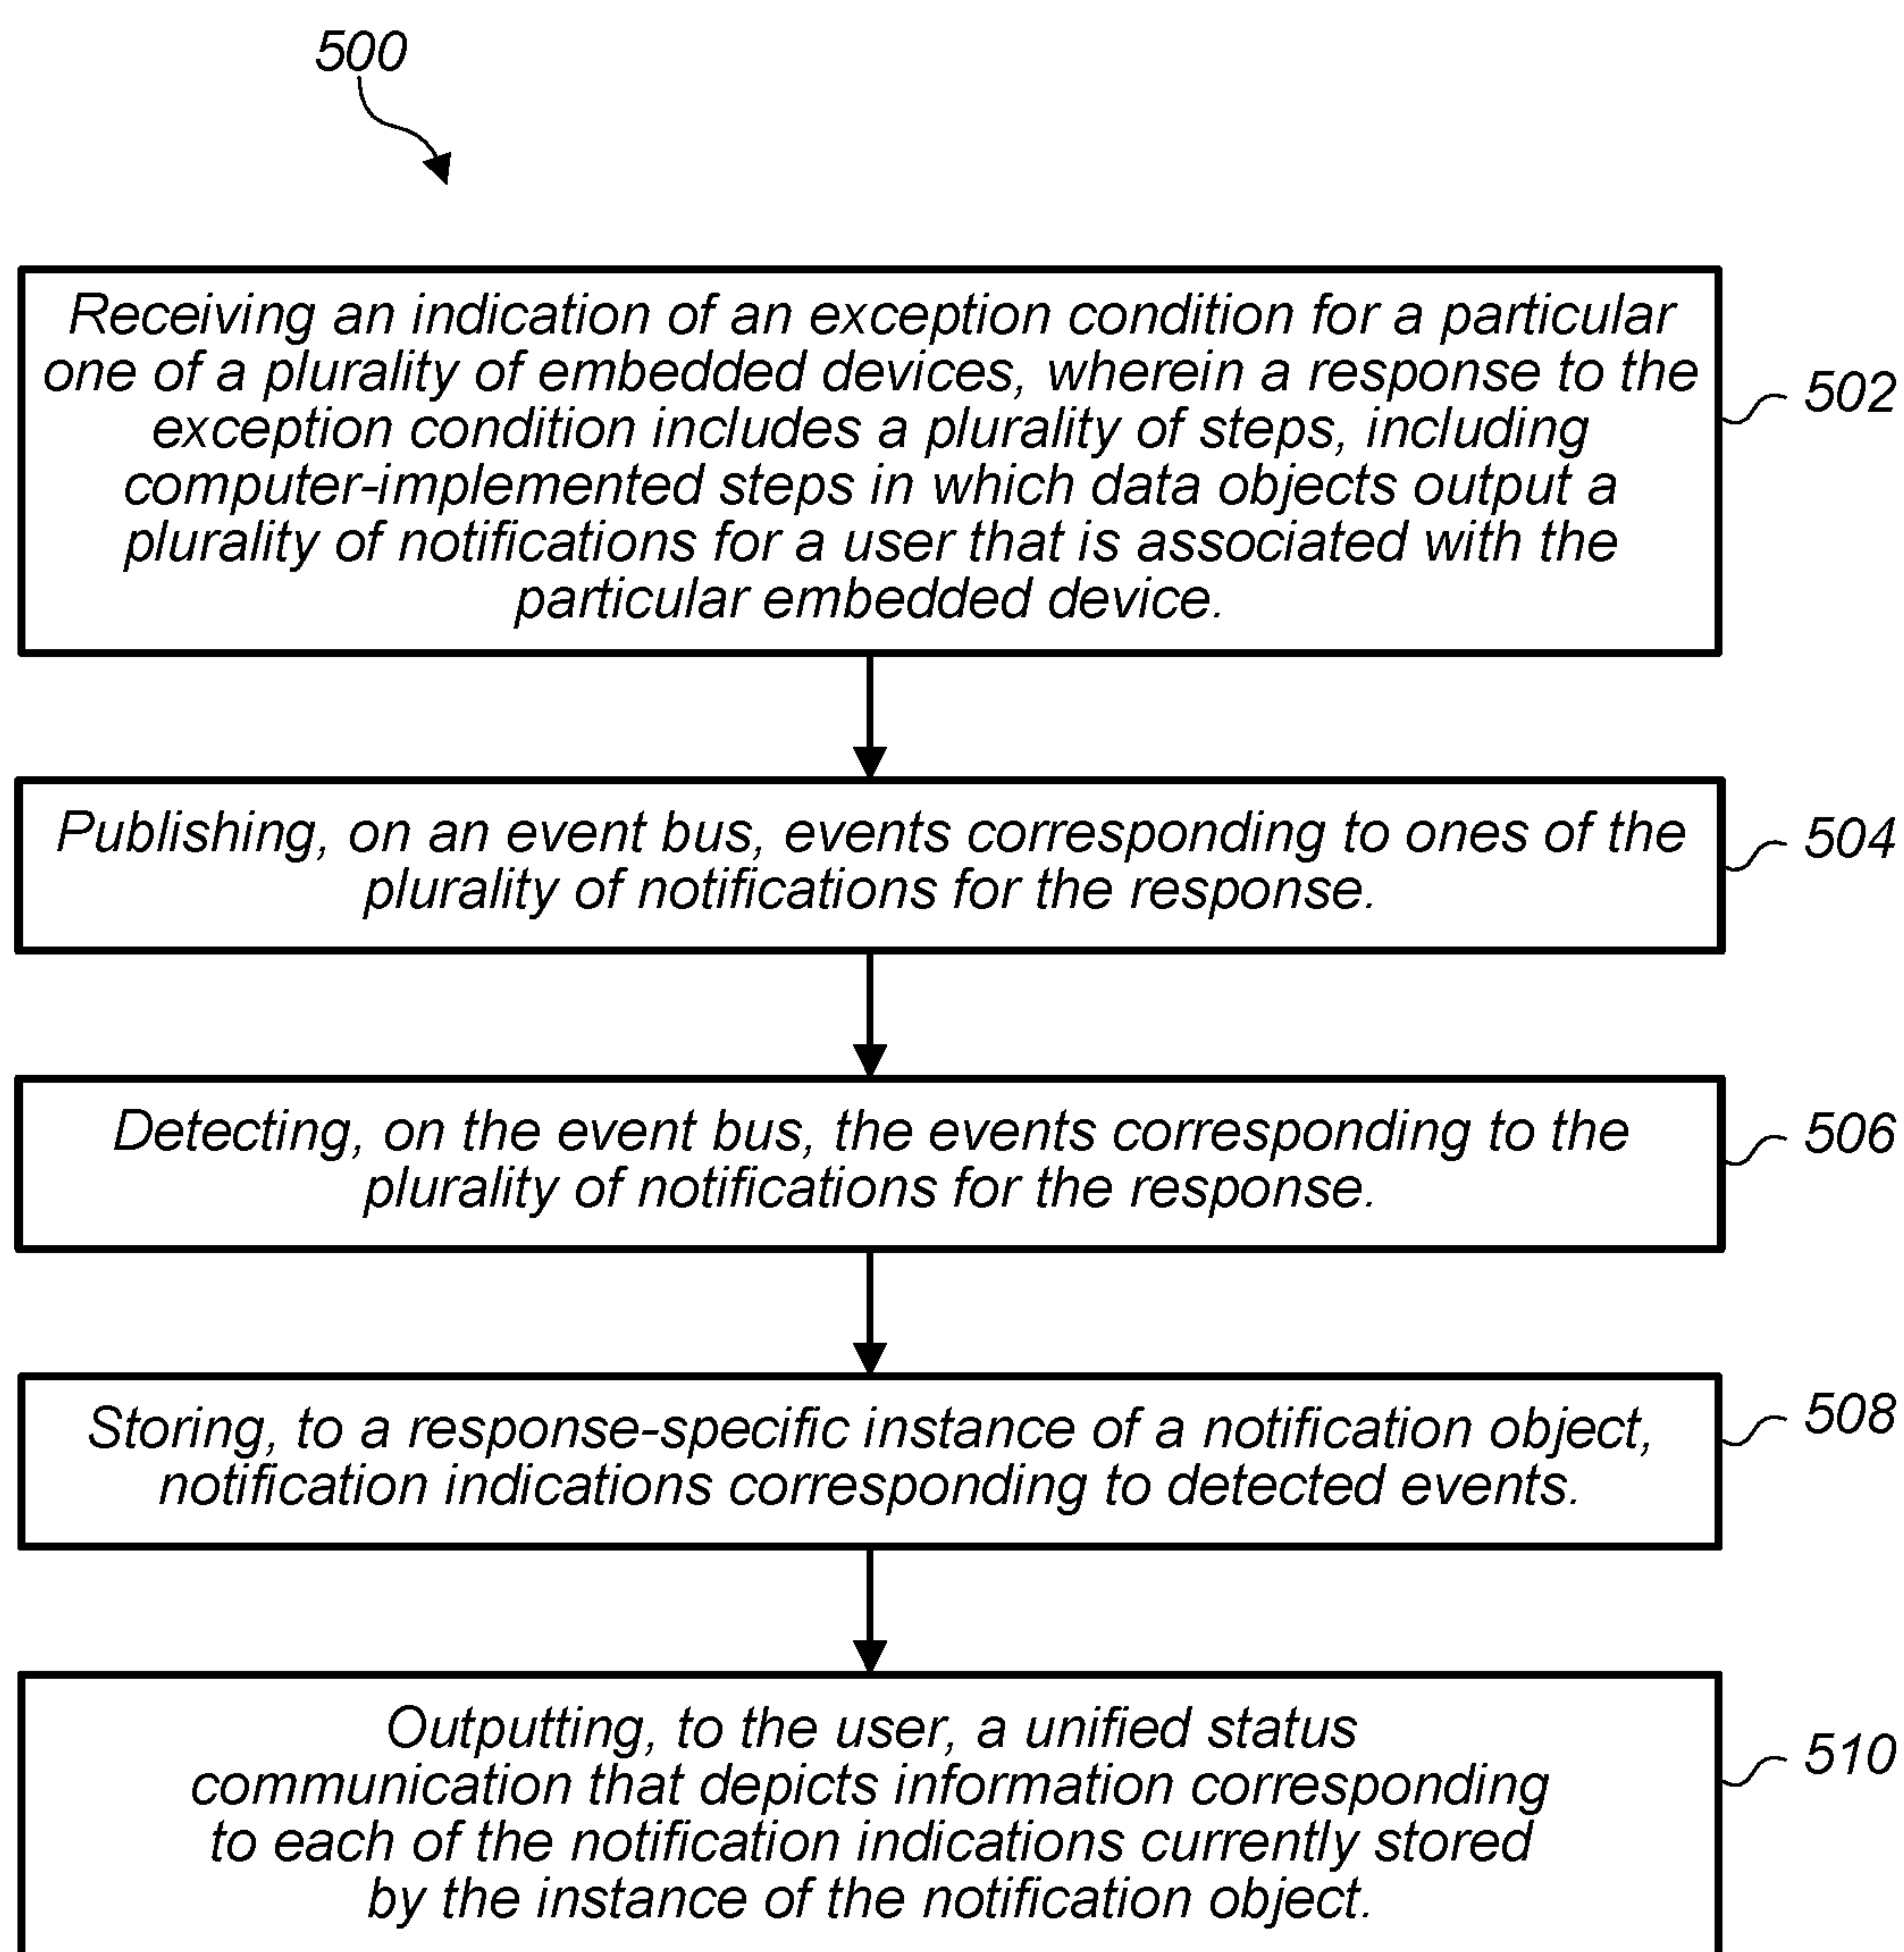 500
Receiving an indication of an exception condition for a particular
one of a plurality of embedded devices, wherein a response to the
exception condition includes a plurality of steps, including
computer-implemented steps in which data objects output a
plurality of notifications for a user that is associated with the
particular embedded device.
502
Publishing, on an event bus, events corresponding to ones of the
plurality of notifications for the response.
504
Detecting, on the event bus, the events corresponding to the
plurality of notifications for the response.
506
Storing, to a response-specific instance of a notification object,
notification indications corresponding to detected events.
508
Outputting, to the user, a unified status
communication that depicts information corresponding
to each of the notification indications currently stored
by the instance of the notification object.
510